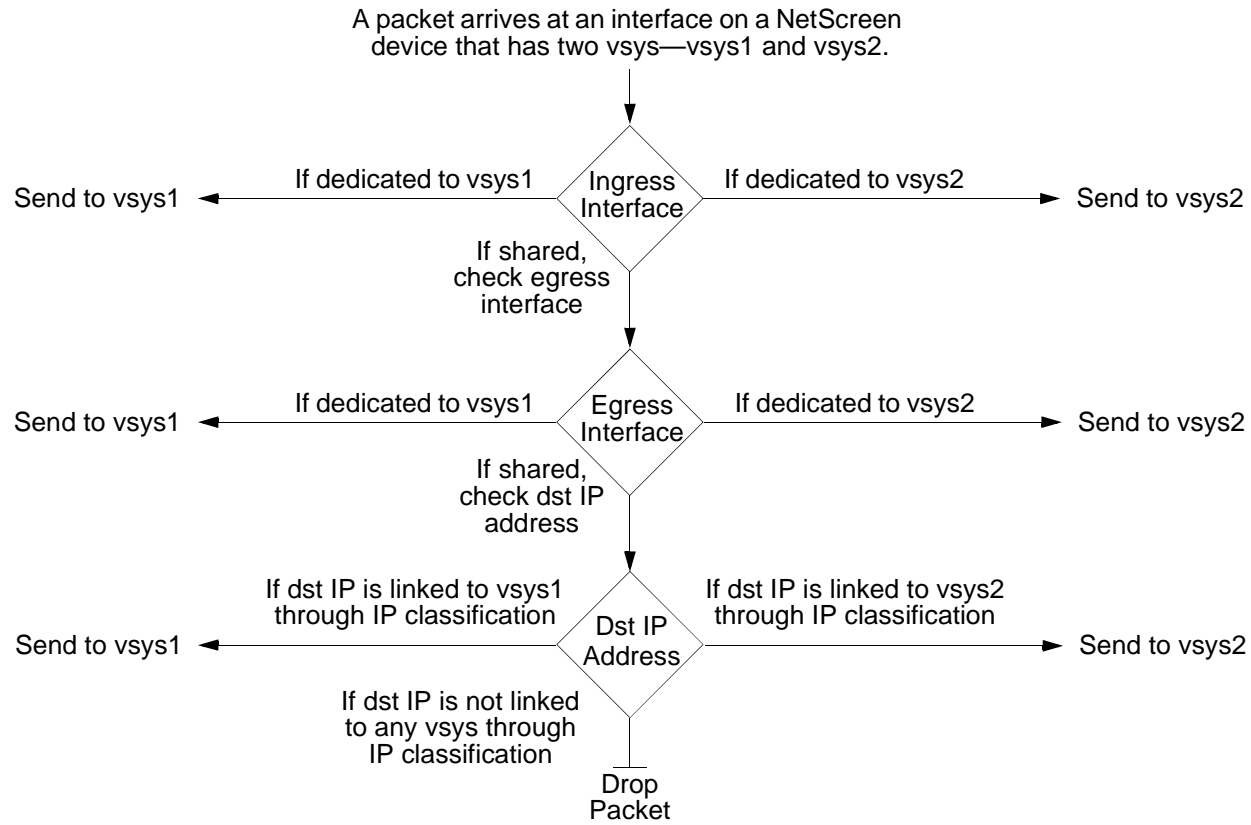 A packet arrives at an interface on a NetScreen
device that has two vsys—vsys1 and vsys2.
Send to vsys1
If dedicated to vsys1
Ingress
Interface
If dedicated to vsys2
Send to vsys2
If shared,
check egress
interface
Send to vsys1
If dedicated to vsys1
Egress
Interface
If dedicated to vsys2
Send to vsys2
If shared,
check dst IP
address
Send to vsys1
If dst IP is linked to vsys1
through IP classification
Dst IP
Address
If dst IP is linked to vsys2
through IP classification
Send to vsys2
If dst IP is not linked
to any vsys through
IP classification
Drop
Packet